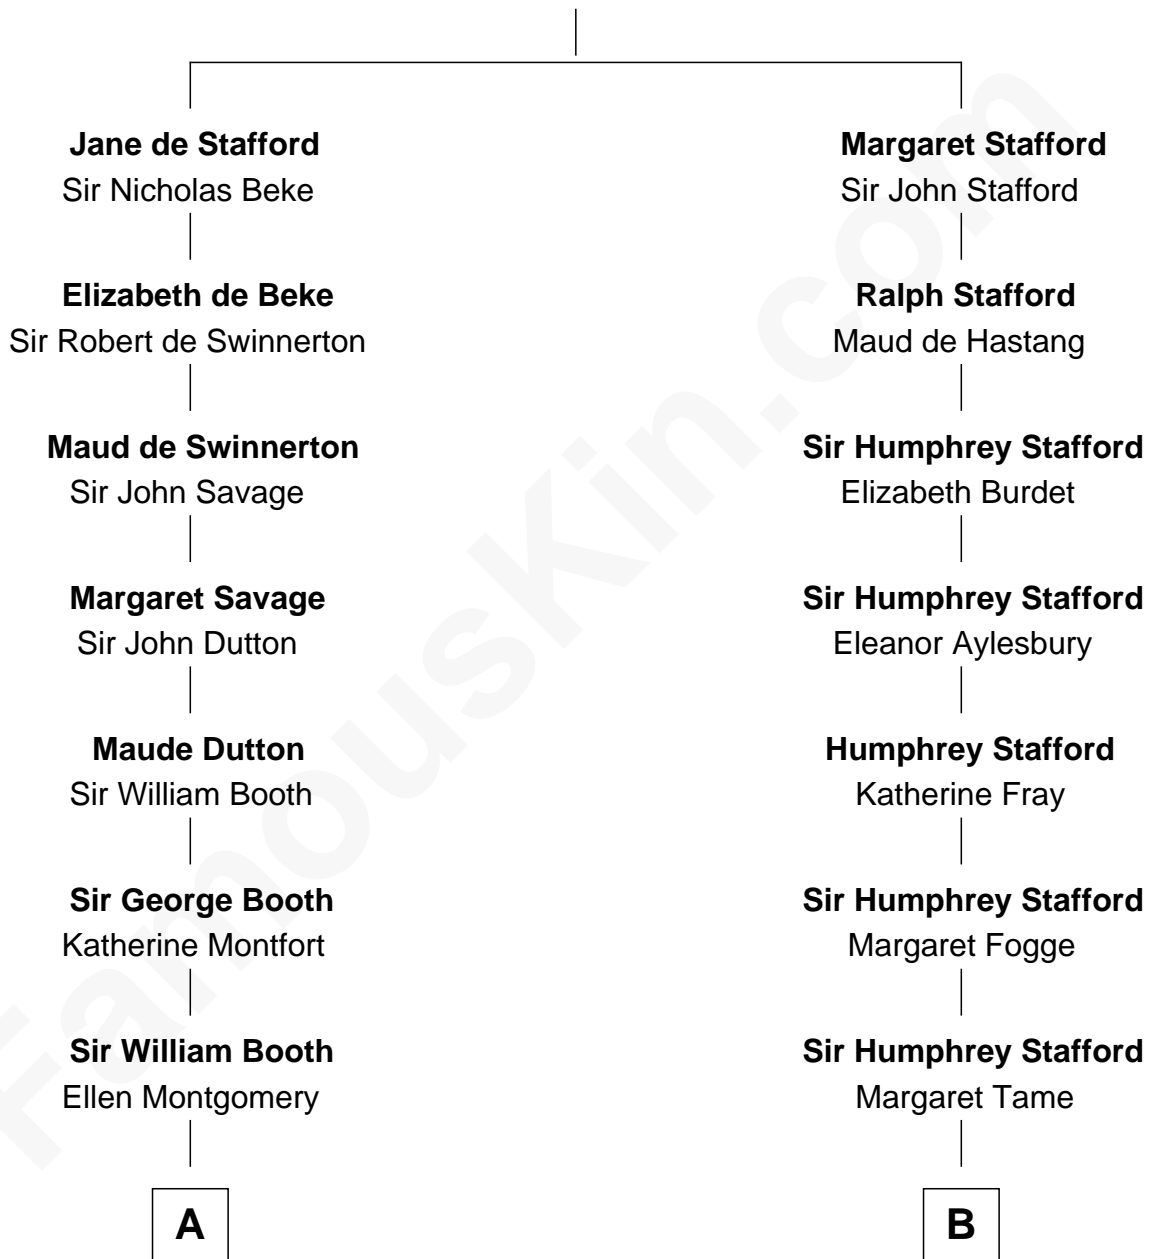 Jane de Stafford
Sir Nicholas Beke
Elizabeth de Beke
Sir Robert de Swinnerton
Maud de Swinnerton
Sir John Savage
Margaret Savage
Sir John Dutton
Maude Dutton
Sir William Booth
Sir George Booth
Katherine Montfort
Sir William Booth
Ellen Montgomery
A
Margaret Stafford
Sir John Stafford
Ralph Stafford
Maud de Hastang
Sir Humphrey Stafford
Elizabeth Burdet
Sir Humphrey Stafford
Eleanor Aylesbury
Humphrey Stafford
Katherine Fray
Sir Humphrey Stafford
Margaret Fogge
Sir Humphrey Stafford
Margaret Tame
B
FamousKin.com